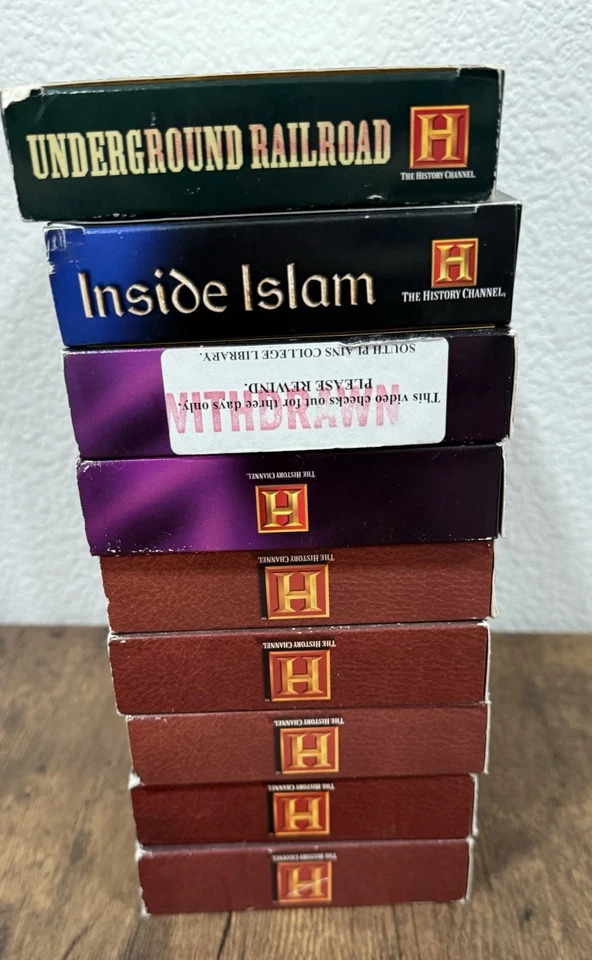 UNDERGROUND RAILROAD
H
THE HISTORY CHANNEL.
Inside Islam
H
THE HISTORY CHANNEL.
SOUTH PLAINS COLLEGE LIBRARY.
PLEASE REWIND.
This video checks out for three days only.
WITHDRAWN
THE HISTORY CHANNEL.
H
THE HISTORY CHANNEL
H
THE HISTORY CHANNEL
H
THE HISTORY CHANNEL
H
THE HISTORY CHANNEL
H
THE HISTORY CHANNEL
H